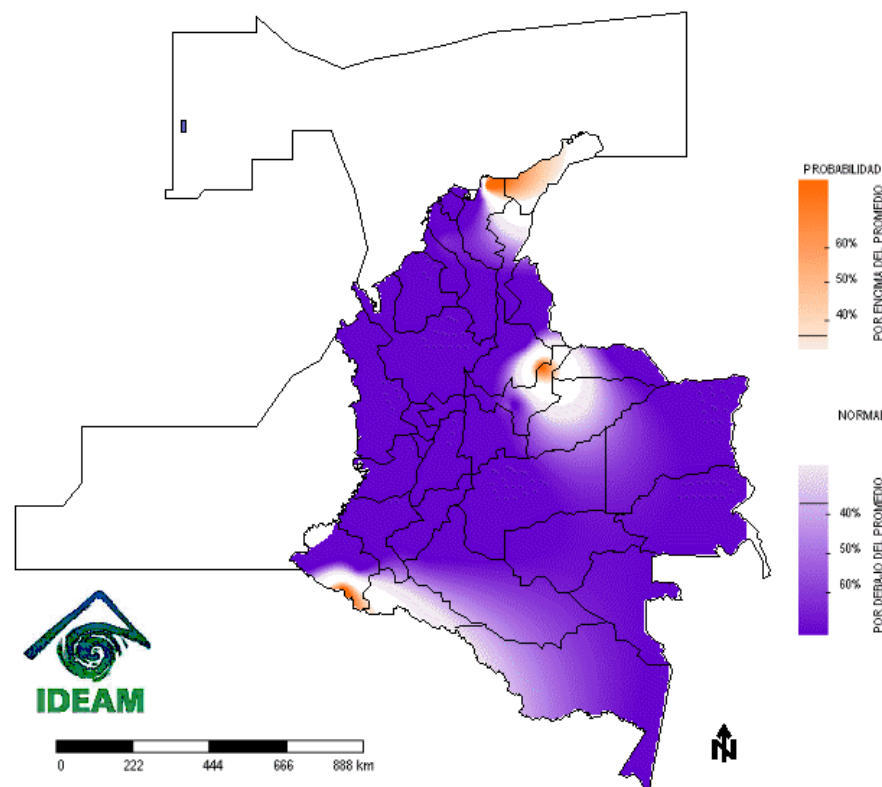 PROBABILIDAD
60%
50%
40%
POR ENCIMA DEL PROMEDIO
NORMAL
40%
50%
60%
POR DEBAJO DEL PROMEDIO
IDEAM
0 222 444 666 888 km
N